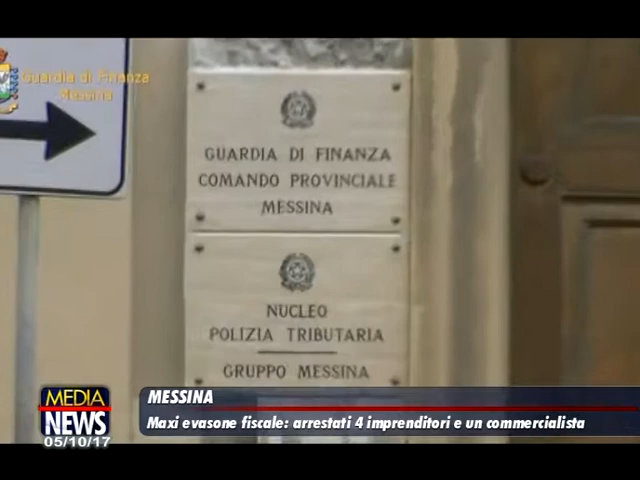 Guardia di Finanza
Messina
GUARDIA DI FINANZA
COMANDO PROVINCIALE
MESSINA
NUCLEO
POLIZIA TRIBUTARIA
GRUPPO MESSINA
MEDIA
NEWS
05/10/17
MESSINA
Maxi evasone fiscale: arrestati 4 imprenditori e un commercialista